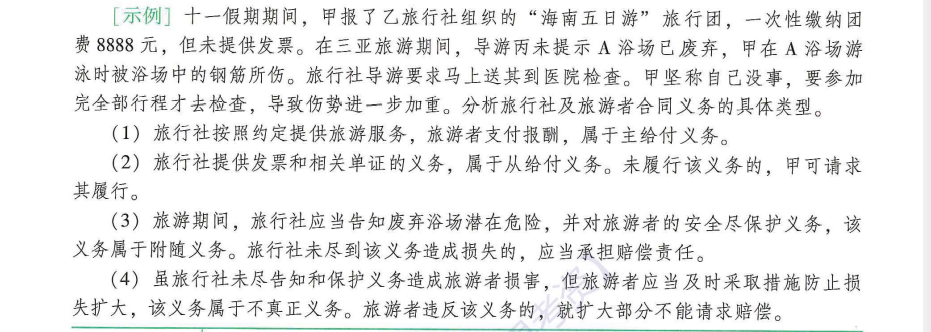 [示例] 十一假期期间，甲报了乙旅行社组织的“海南五日游”旅行团，一次性缴纳团
费 8888 元，但未提供发票。在三亚旅游期间，导游丙未提示 A 浴场已废弃，甲在 A 浴场游
泳时被浴场中的钢筋所伤。旅行社导游要求马上送其到医院检查。甲坚称自己没事，要参加
完全部行程才去检查，导致伤势进一步加重。分析旅行社及旅游者合同义务的具体类型。
（1）旅行社按照约定提供旅游服务，旅游者支付报酬，属于主给付义务。
（2）旅行社提供发票和相关单证的义务，属于从给付义务。未履行该义务的，甲可请求
其履行。
（3）旅游期间，旅行社应当告知废弃浴场潜在危险，并对旅游者的安全尽保护义务，该
义务属于附随义务。旅行社未尽到该义务造成损失的，应当承担赔偿责任。
（4）虽旅行社未尽告知和保护义务造成旅游者损害，但旅游者应当及时采取措施防止损
失扩大，该义务属于不真正义务。旅游者违反该义务的，就扩大部分不能请求赔偿。